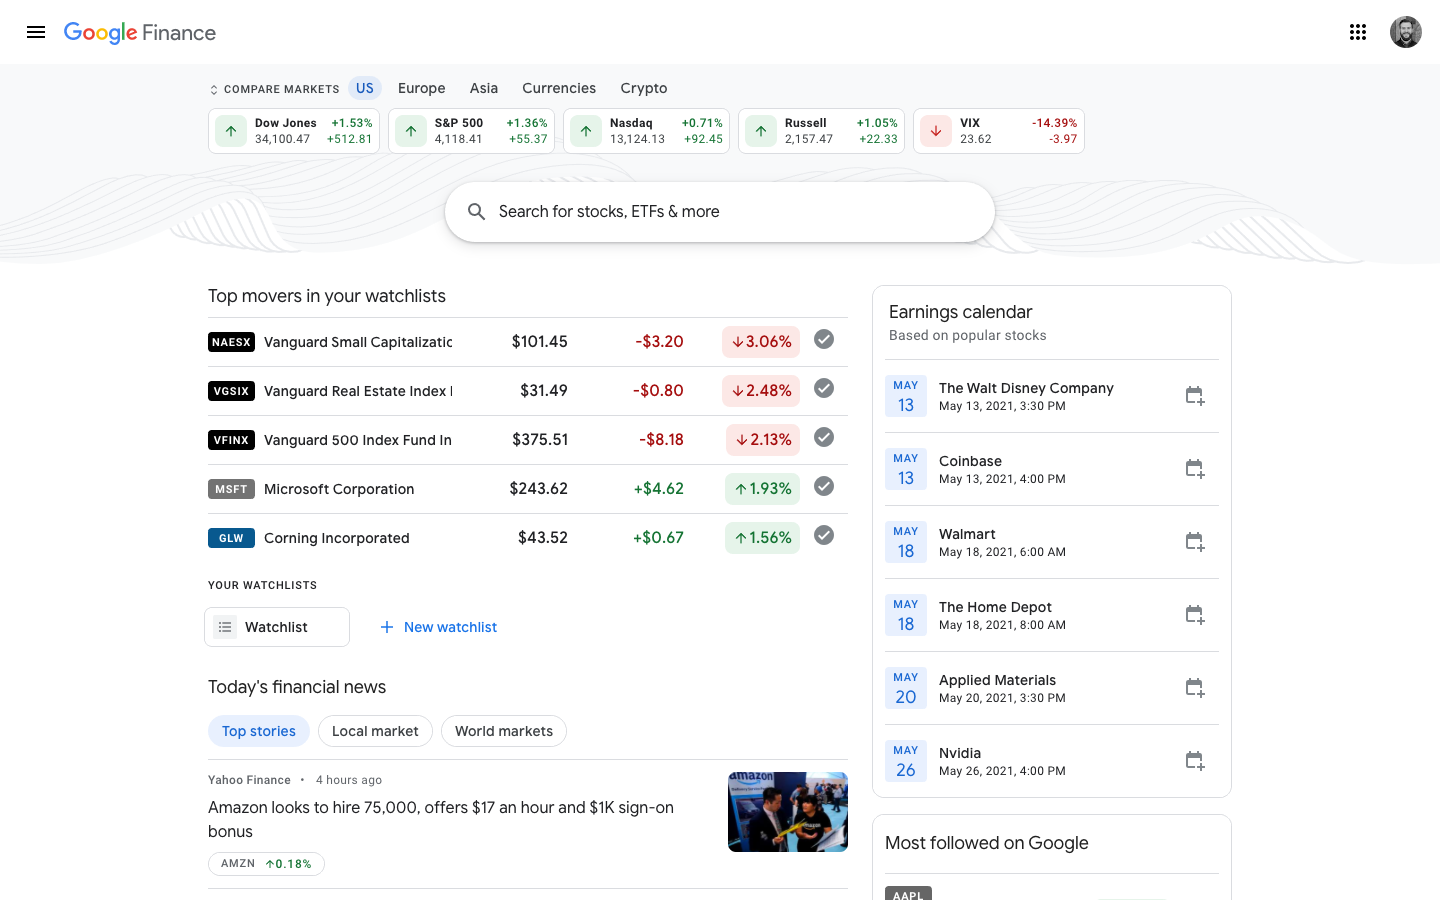 Google Finance
COMPARE MARKETS US Europe Asia Currencies Crypto
Dow Jones +1.53%
34,100.47 +512.81
S&P 500 +1.36%
4,118.41 +55.37
Nasdaq +0.71%
13,124.13 +92.45
Russell +1.05%
2,157.47 +22.33
VIX -14.39%
23.62 -3.97
Search for stocks, ETFs & more
Top movers in your watchlists
NAESX Vanguard Small Capitalizatic $101.45 -$3.20 ↓3.06%
VGSIX Vanguard Real Estate Index $31.49 -$0.80 ↓2.48%
VFINX Vanguard 500 Index Fund In $375.51 -$8.18 ↓2.13%
MSFT Microsoft Corporation $243.62 +$4.62 ↑1.93%
GLW Corning Incorporated $43.52 +$0.67 ↑1.56%
YOUR WATCHLISTS
Watchlist + New watchlist
Today's financial news
Top stories Local market World markets
Yahoo Finance • 4 hours ago
Amazon looks to hire 75,000, offers $17 an hour and $1K sign-on
bonus
AMZN ↑0.18%
amazon
Earnings calendar
Based on popular stocks
MAY
13
The Walt Disney Company
May 13, 2021, 3:30 PM
MAY
13
Coinbase
May 13, 2021, 4:00 PM
MAY
18
Walmart
May 18, 2021, 6:00 AM
MAY
18
The Home Depot
May 18, 2021, 8:00 AM
MAY
20
Applied Materials
May 20, 2021, 3:30 PM
MAY
26
Nvidia
May 26, 2021, 4:00 PM
Most followed on Google
AAPL